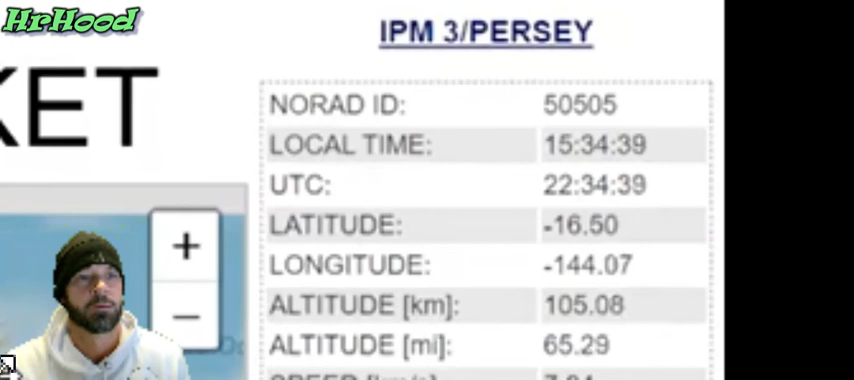 HrHood
IPM 3/PERSEY
KET
NORAD ID: 50505
LOCAL TIME: 15:34:39
UTC: 22:34:39
LATITUDE: -16.50
LONGITUDE: -144.07
ALTITUDE [km]: 105.08
ALTITUDE [mi]: 65.29
+
−